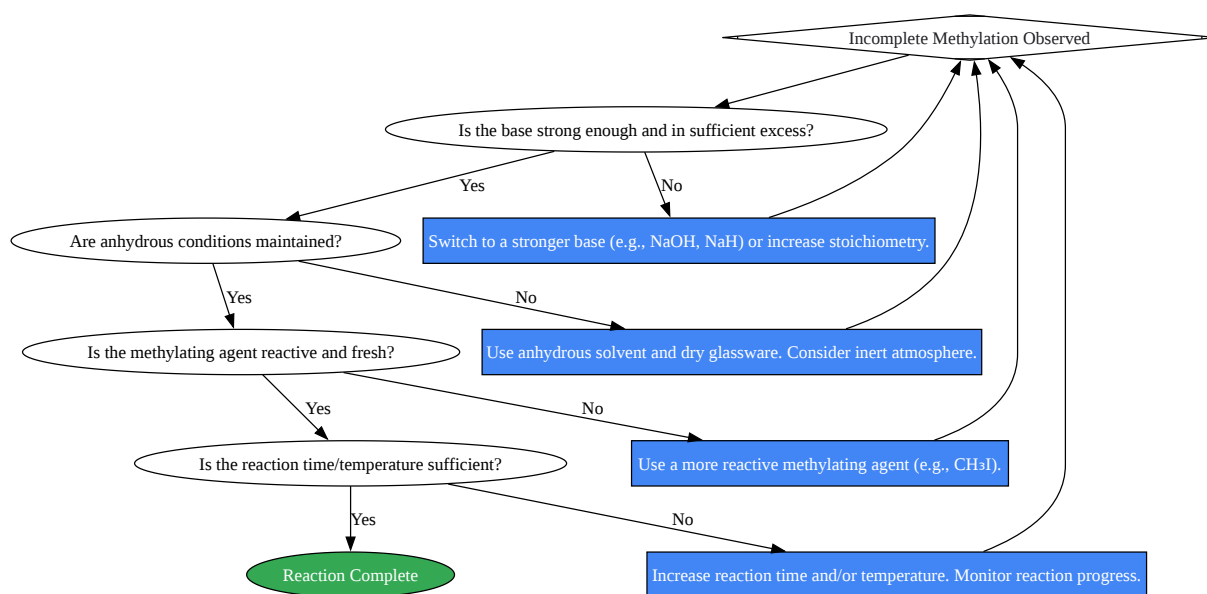 Incomplete Methylation Observed
Is the base strong enough and in sufficient excess?
Yes
No
Are anhydrous conditions maintained?
Switch to a stronger base (e.g., NaOH, NaH) or increase stoichiometry.
Yes
No
Is the methylating agent reactive and fresh?
Use anhydrous solvent and dry glassware. Consider inert atmosphere.
Yes
No
Is the reaction time/temperature sufficient?
Use a more reactive methylating agent (e.g., CH₃I).
Yes
No
Reaction Complete
Increase reaction time and/or temperature. Monitor reaction progress.